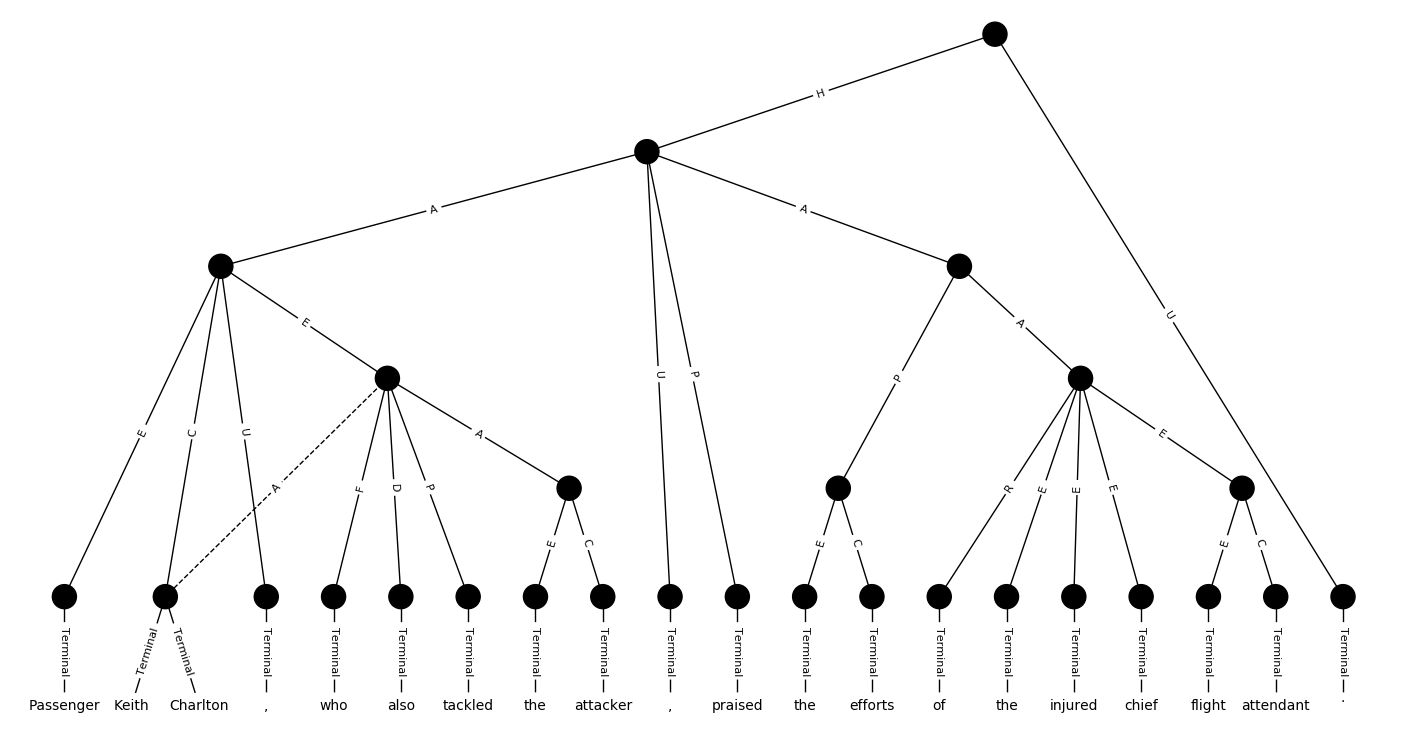 H
A
A
U
E
A
E
C
U
U
P
P
A
E
A
F
D
P
R
E
E
E
E
C
E
C
E
C
Terminal Terminal Terminal Terminal Terminal Terminal Terminal Terminal Terminal Terminal Terminal Terminal Terminal Terminal Terminal Terminal Terminal Terminal Terminal Terminal
Passenger Keith Charlton , who also tackled the attacker , praised the efforts of the injured chief flight attendant .